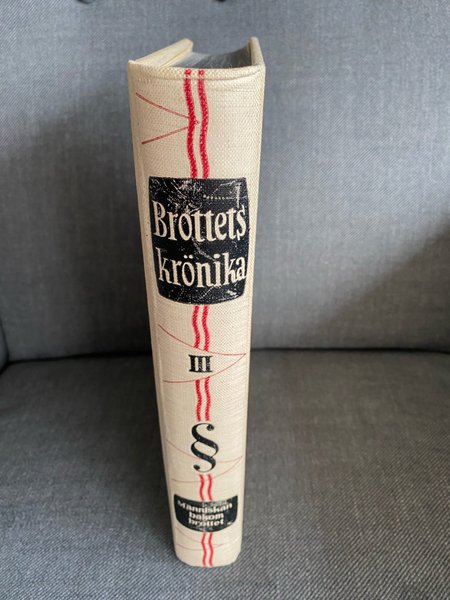 Brottets
krönika
III
§
Människan
bakom
brottet